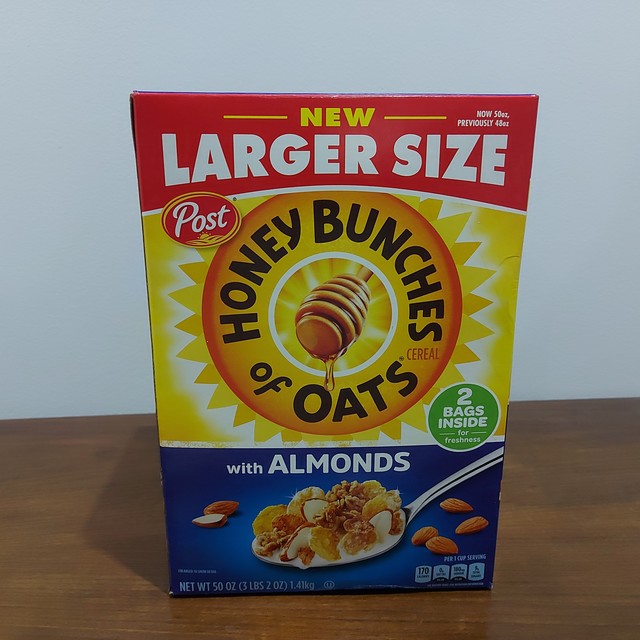 NEW
LARGER SIZE
NOW 50oz,
PREVIOUSLY 48oz
Post
HONEY BUNCHES
of OATS
CEREAL
2
BAGS
INSIDE
for
freshness
with ALMONDS
PER 1 CUP SERVING
170
NET WT 50 OZ (3 LBS 2 OZ) 1.41kg